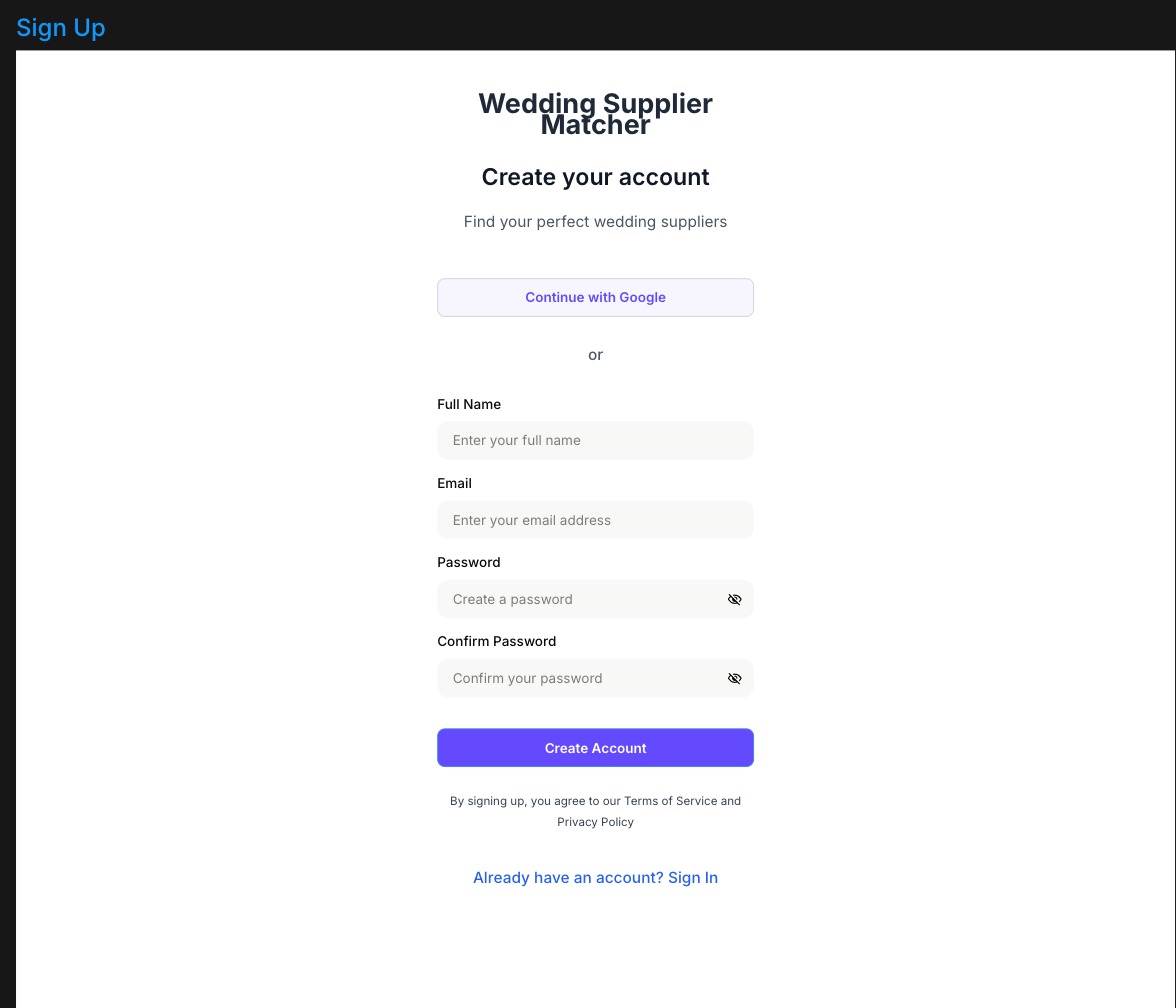 Sign Up
Wedding Supplier
Matcher
Create your account
Find your perfect wedding suppliers
Continue with Google
or
Full Name
Enter your full name
Email
Enter your email address
Password
Create a password
Confirm Password
Confirm your password
Create Account
By signing up, you agree to our Terms of Service and
Privacy Policy
Already have an account? Sign In